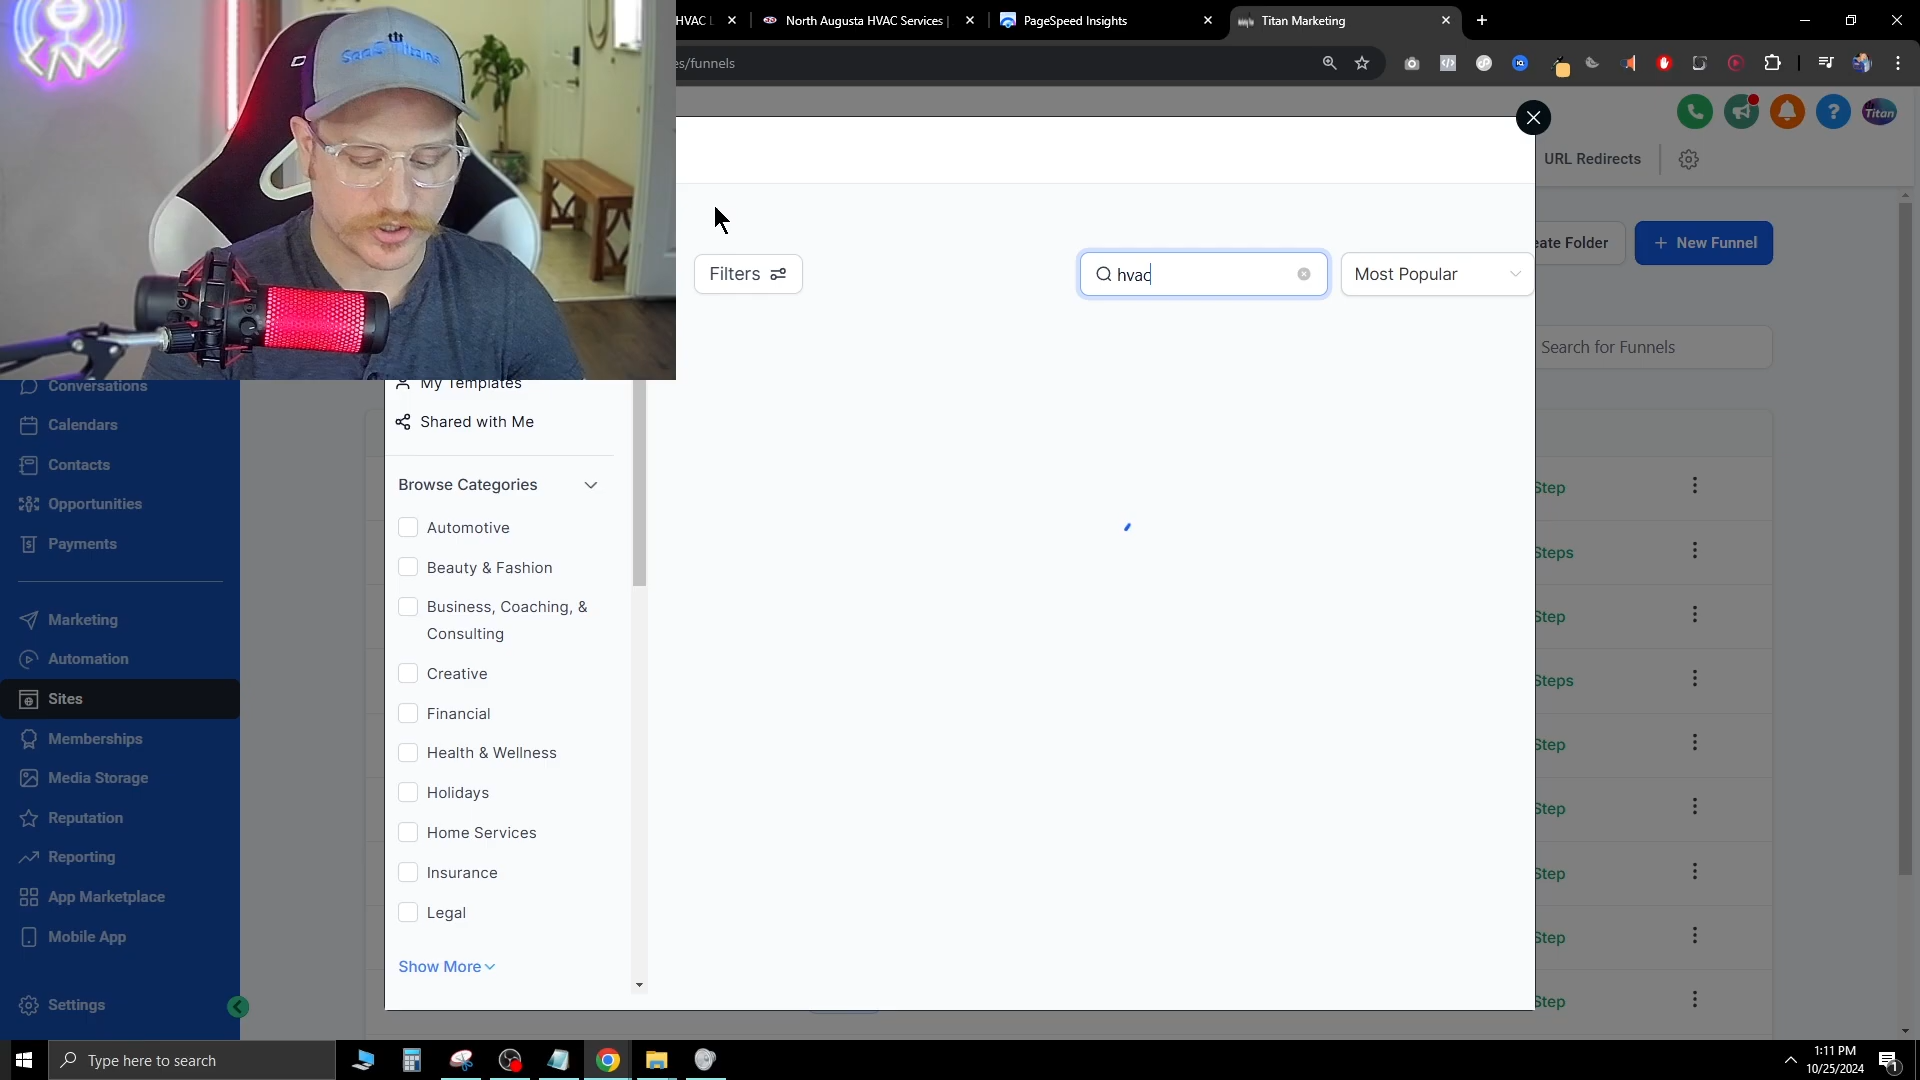 HVAC L
North Augusta HVAC Services |
PageSpeed Insights
Titan Marketing
es/funnels
SaaS Titans
Titan
URL Redirects
eate Folder
+ New Funnel
Filters
hvac
Most Popular
Search for Funnels
My Templates
Shared with Me
Browse Categories
Automotive
Beauty & Fashion
Business, Coaching, &
Consulting
Creative
Financial
Health & Wellness
Holidays
Home Services
Insurance
Legal
Show More
Conversations
Calendars
Contacts
Opportunities
Payments
Marketing
Automation
Sites
Memberships
Media Storage
Reputation
Reporting
App Marketplace
Mobile App
Settings
Step
Steps
Step
Steps
Step
Step
Step
Step
Step
Type here to search
1:11 PM
10/25/2024
1